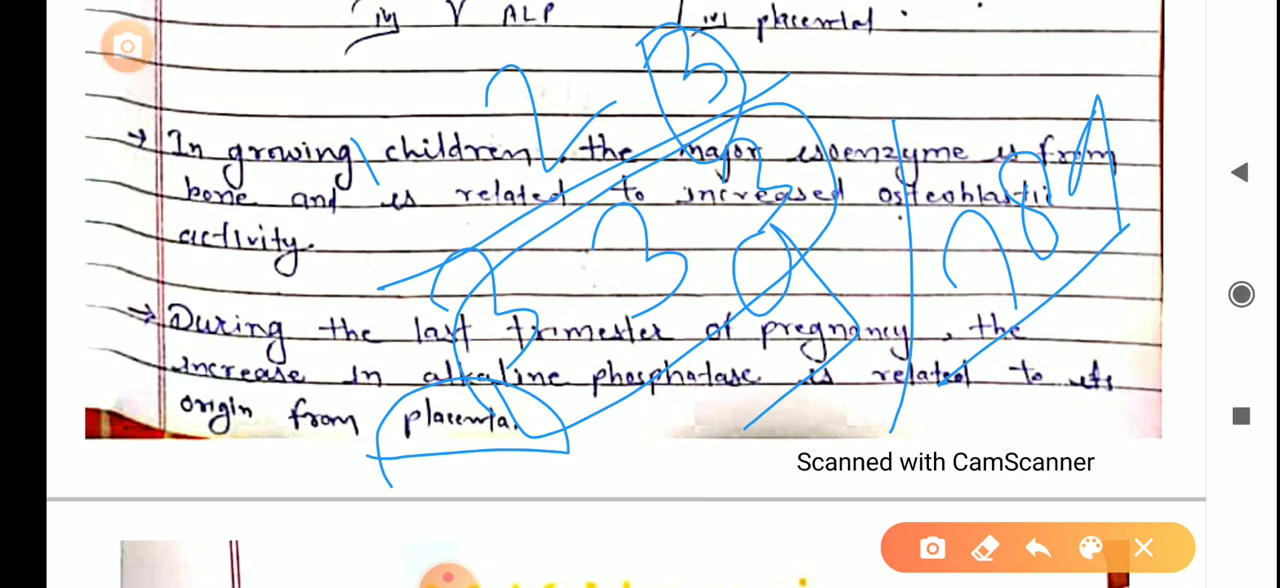 iv) γ ALP iv) placental.
→ In growing children, the major isoenzyme is from
bone and is related to increased osteoblastic
activity.
→ During the last trimester of pregnancy, the
increase in alkaline phosphatase is related to its
origin from placenta.
Scanned with CamScanner